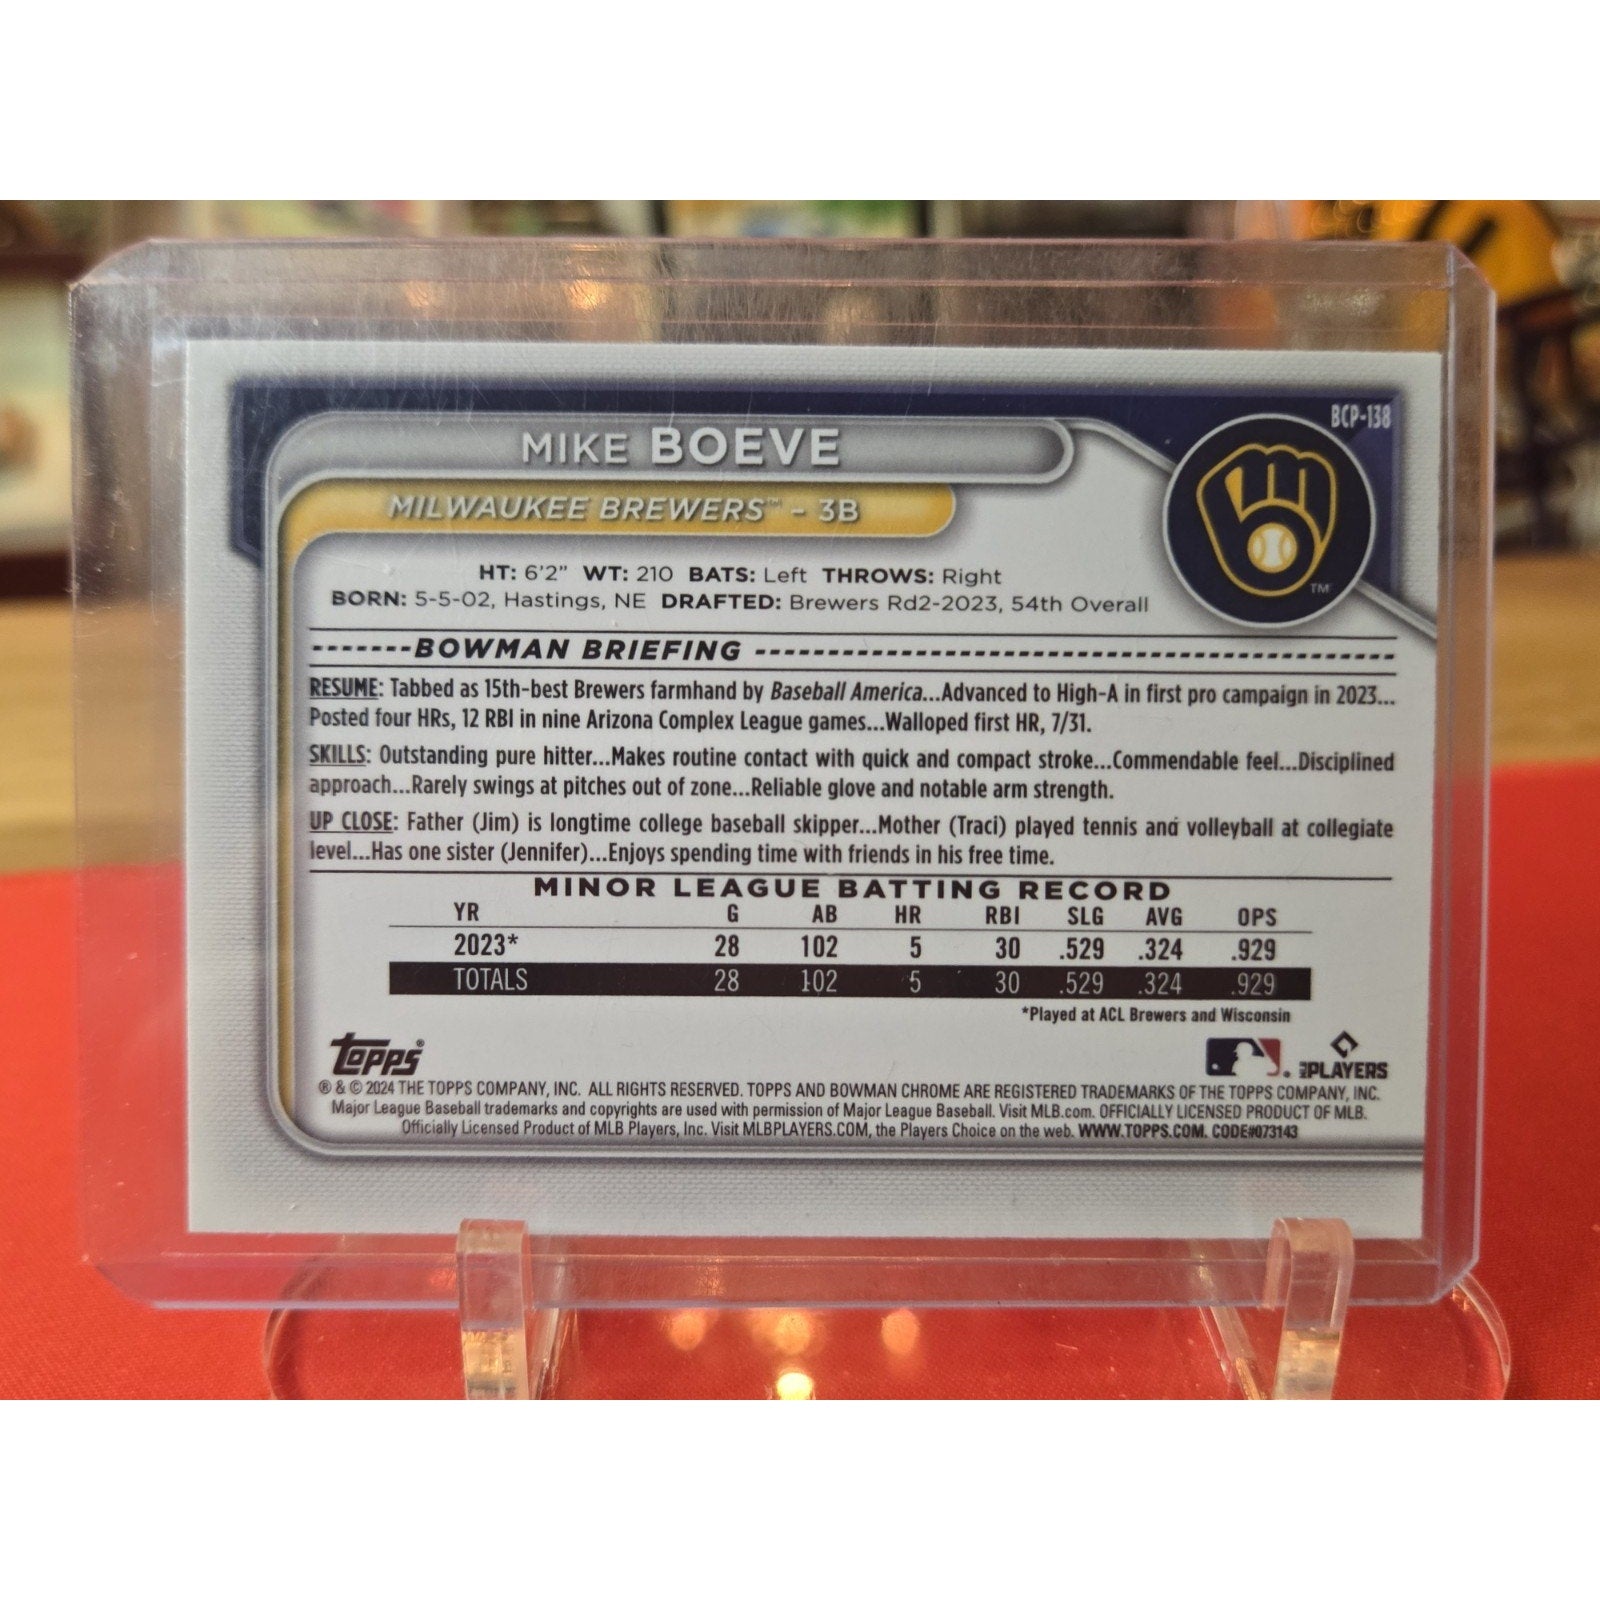 BCP-138
MIKE BOEVE
MILWAUKEE BREWERS™ - 3B
HT: 6'2" WT: 210 BATS: Left THROWS: Right
BORN: 5-5-02, Hastings, NE DRAFTED: Brewers Rd2-2023, 54th Overall
TM
BOWMAN BRIEFING
RESUME: Tabbed as 15th-best Brewers farmhand by Baseball America...Advanced to High-A in first pro campaign in 2023...
Posted four HRs, 12 RBI in nine Arizona Complex League games...Walloped first HR, 7/31.
SKILLS: Outstanding pure hitter...Makes routine contact with quick and compact stroke...Commendable feel...Disciplined
approach...Rarely swings at pitches out of zone...Reliable glove and notable arm strength.
UP CLOSE: Father (Jim) is longtime college baseball skipper...Mother (Traci) played tennis and volleyball at collegiate
level...Has one sister (Jennifer)...Enjoys spending time with friends in his free time.
MINOR LEAGUE BATTING RECORD
YR G AB HR RBI SLG AVG OPS
2023* 28 102 5 30 .529 .324 .929
TOTALS 28 102 5 30 .529 .324 .929
*Played at ACL Brewers and Wisconsin
Topps®
MLB PLAYERS
® & © 2024 THE TOPPS COMPANY, INC. ALL RIGHTS RESERVED. TOPPS AND BOWMAN CHROME ARE REGISTERED TRADEMARKS OF THE TOPPS COMPANY, INC.
Major League Baseball trademarks and copyrights are used with permission of Major League Baseball. Visit MLB.com. OFFICIALLY LICENSED PRODUCT OF MLB.
Officially Licensed Product of MLB Players, Inc. Visit MLBPLAYERS.COM, the Players Choice on the web. WWW.TOPPS.COM. CODE#073143